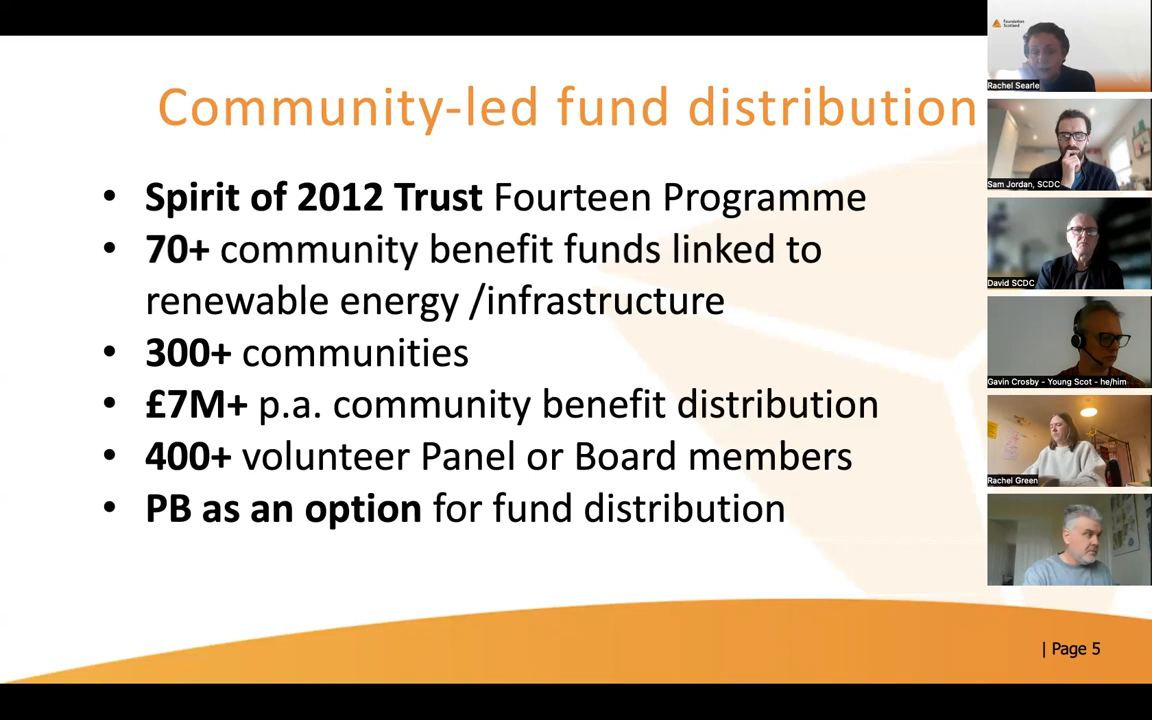 Community-led fund distribution
• Spirit of 2012 Trust Fourteen Programme
• 70+ community benefit funds linked to
renewable energy /infrastructure
• 300+ communities
• £7M+ p.a. community benefit distribution
• 400+ volunteer Panel or Board members
• PB as an option for fund distribution
| Page 5
Foundation
Scotland
Rachel Searle
Sam Jordan, SCDC
David SCDC
Gavin Crosby - Young Scot - he/him
Rachel Green